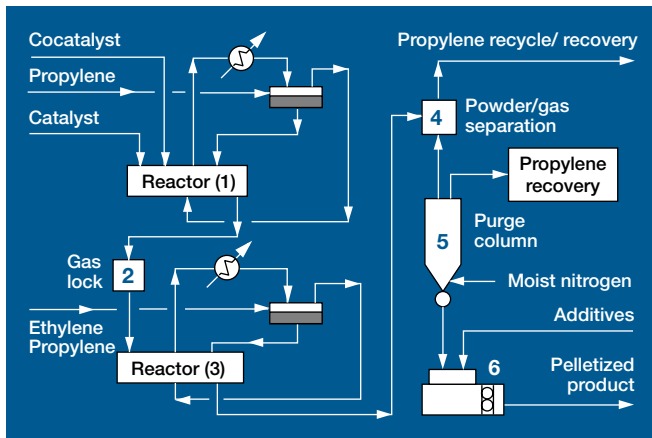 Cocatalyst
Propylene
Catalyst
Reactor (1)
Gas
lock
2
Ethylene
Propylene
Reactor (3)
Propylene recycle/ recovery
4
Powder/gas
separation
Propylene
recovery
5
Purge
column
Moist nitrogen
Additives
6
Pelletized
product